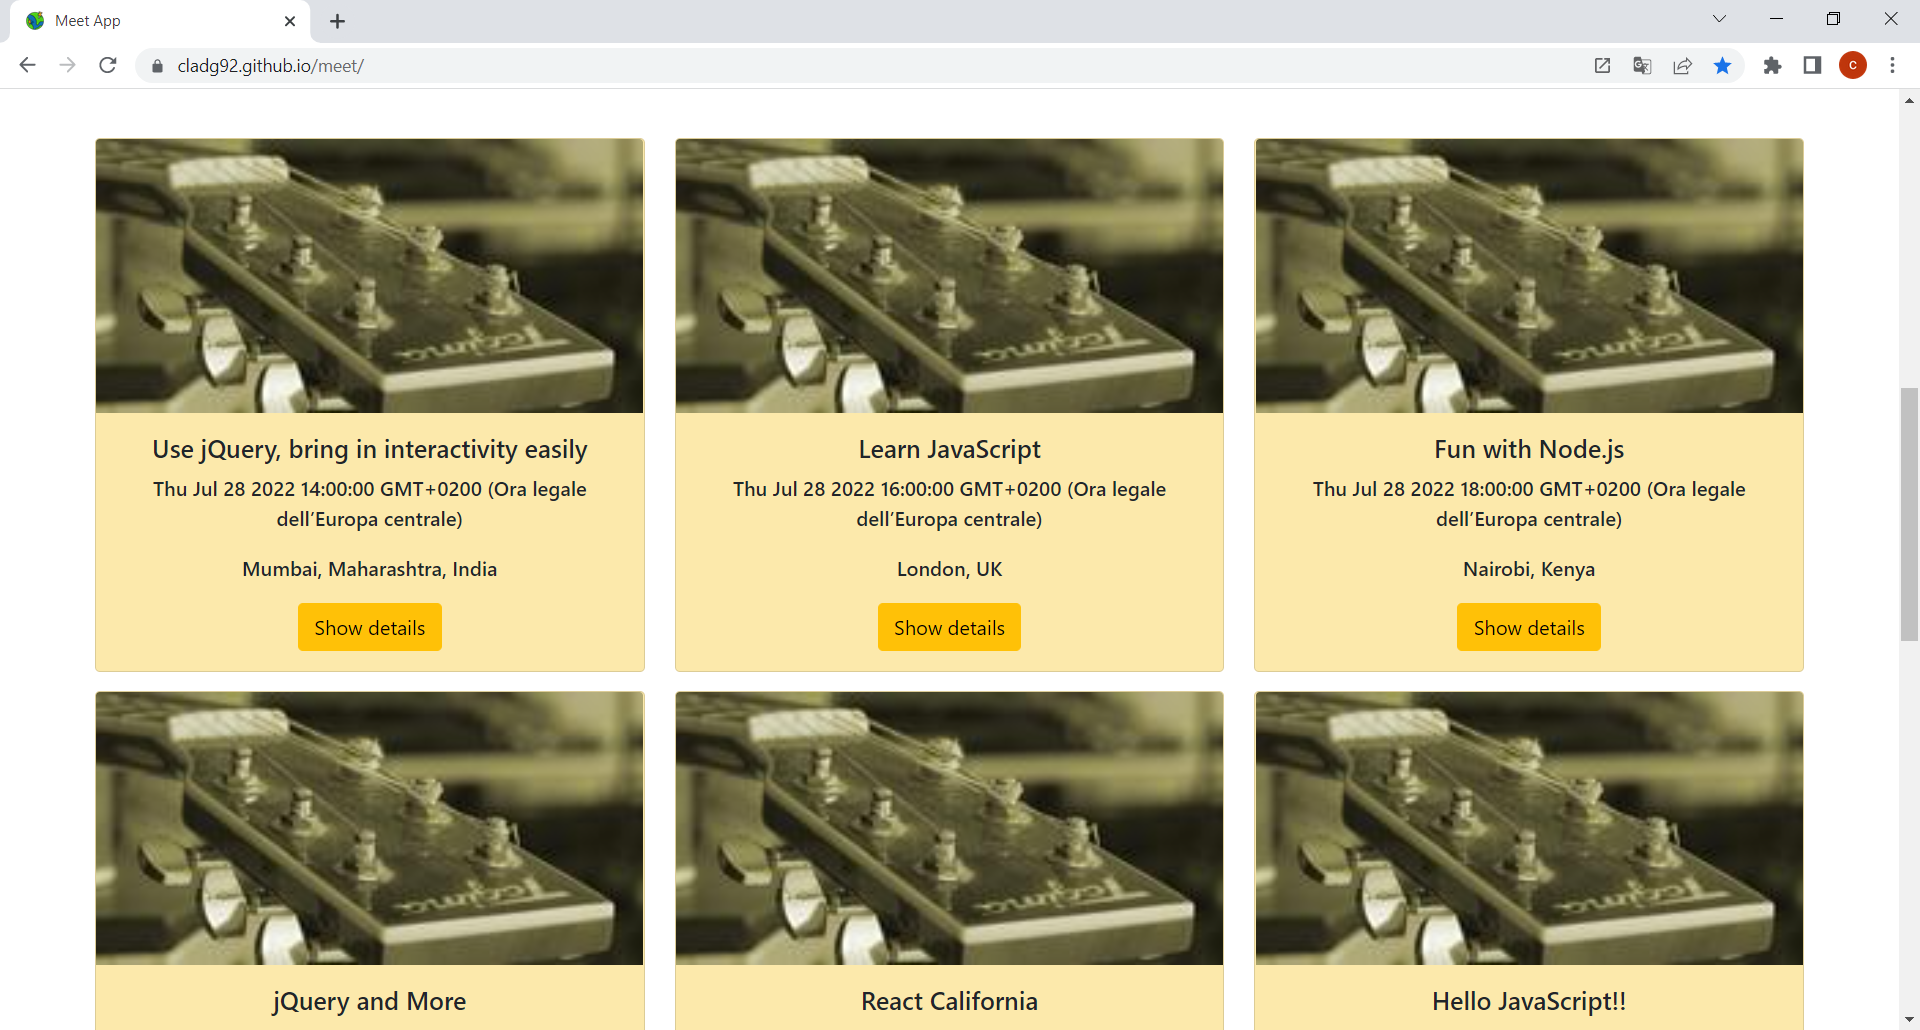 Meet App
cladg92.github.io/meet/
C
Use jQuery, bring in interactivity easily
Thu Jul 28 2022 14:00:00 GMT+0200 (Ora legale
dell’Europa centrale)
Mumbai, Maharashtra, India
Show details
Learn JavaScript
Thu Jul 28 2022 16:00:00 GMT+0200 (Ora legale
dell’Europa centrale)
London, UK
Show details
Fun with Node.js
Thu Jul 28 2022 18:00:00 GMT+0200 (Ora legale
dell’Europa centrale)
Nairobi, Kenya
Show details
jQuery and More
React California
Hello JavaScript!!